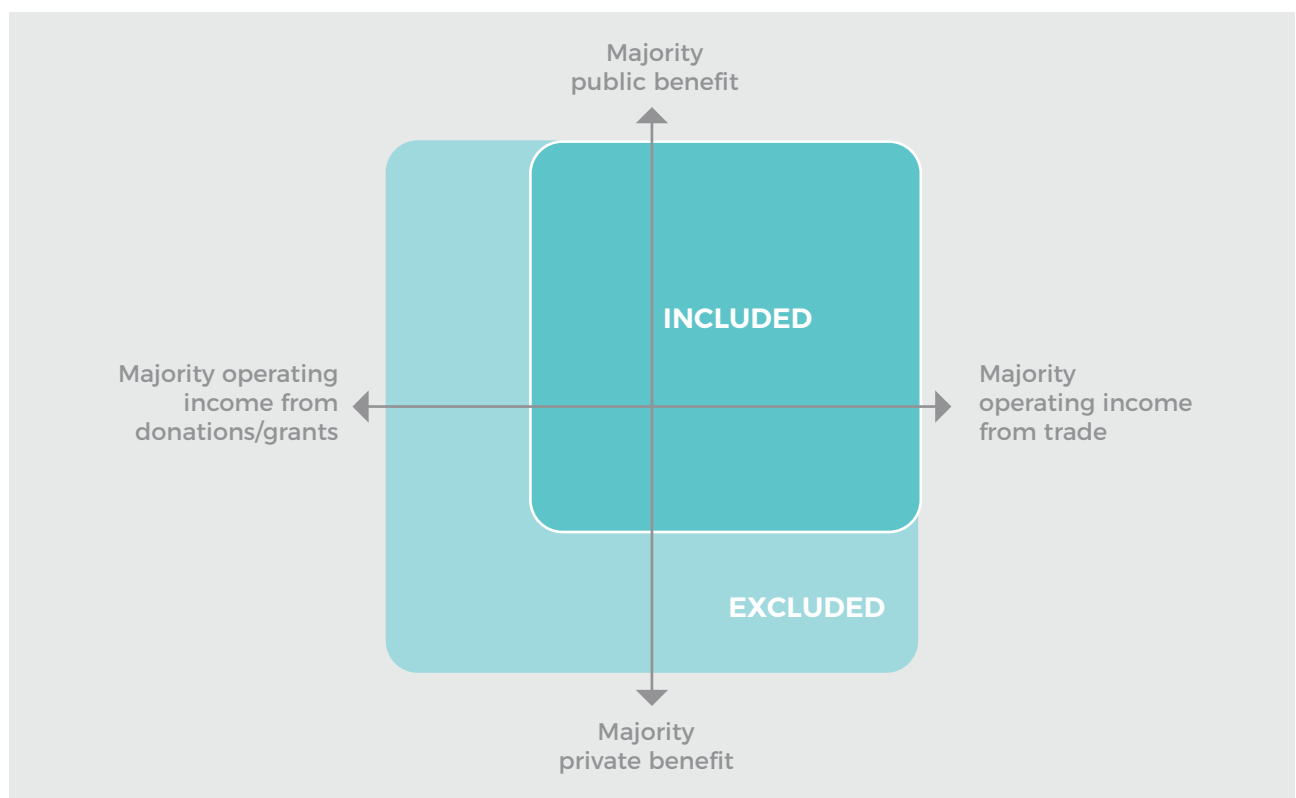 Majority
public benefit
INCLUDED
Majority operating
income from
donations/grants
Majority
operating income
from trade
EXCLUDED
Majority
private benefit